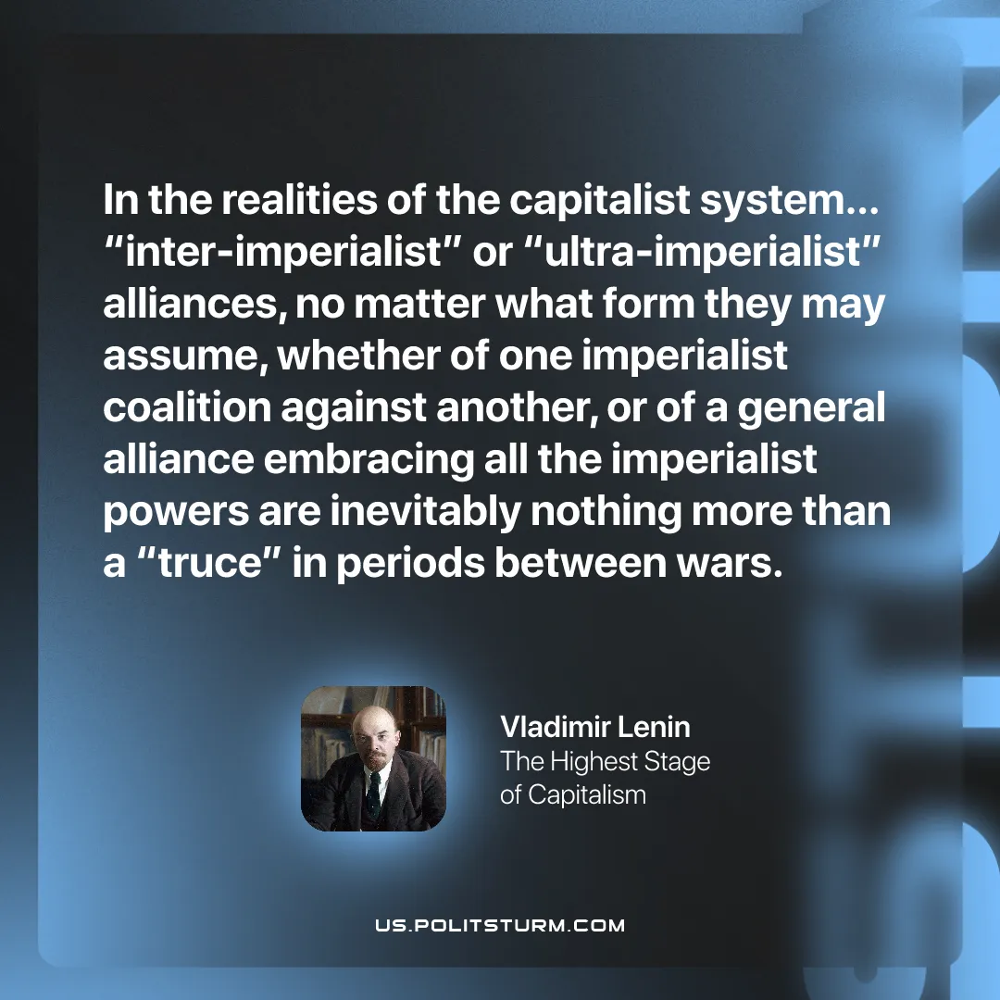 In the realities of the capitalist system...
“inter-imperialist” or “ultra-imperialist”
alliances, no matter what form they may
assume, whether of one imperialist
coalition against another, or of a general
alliance embracing all the imperialist
powers are inevitably nothing more than
a “truce” in periods between wars.
Vladimir Lenin
The Highest Stage
of Capitalism
US.POLITSTURM.COM